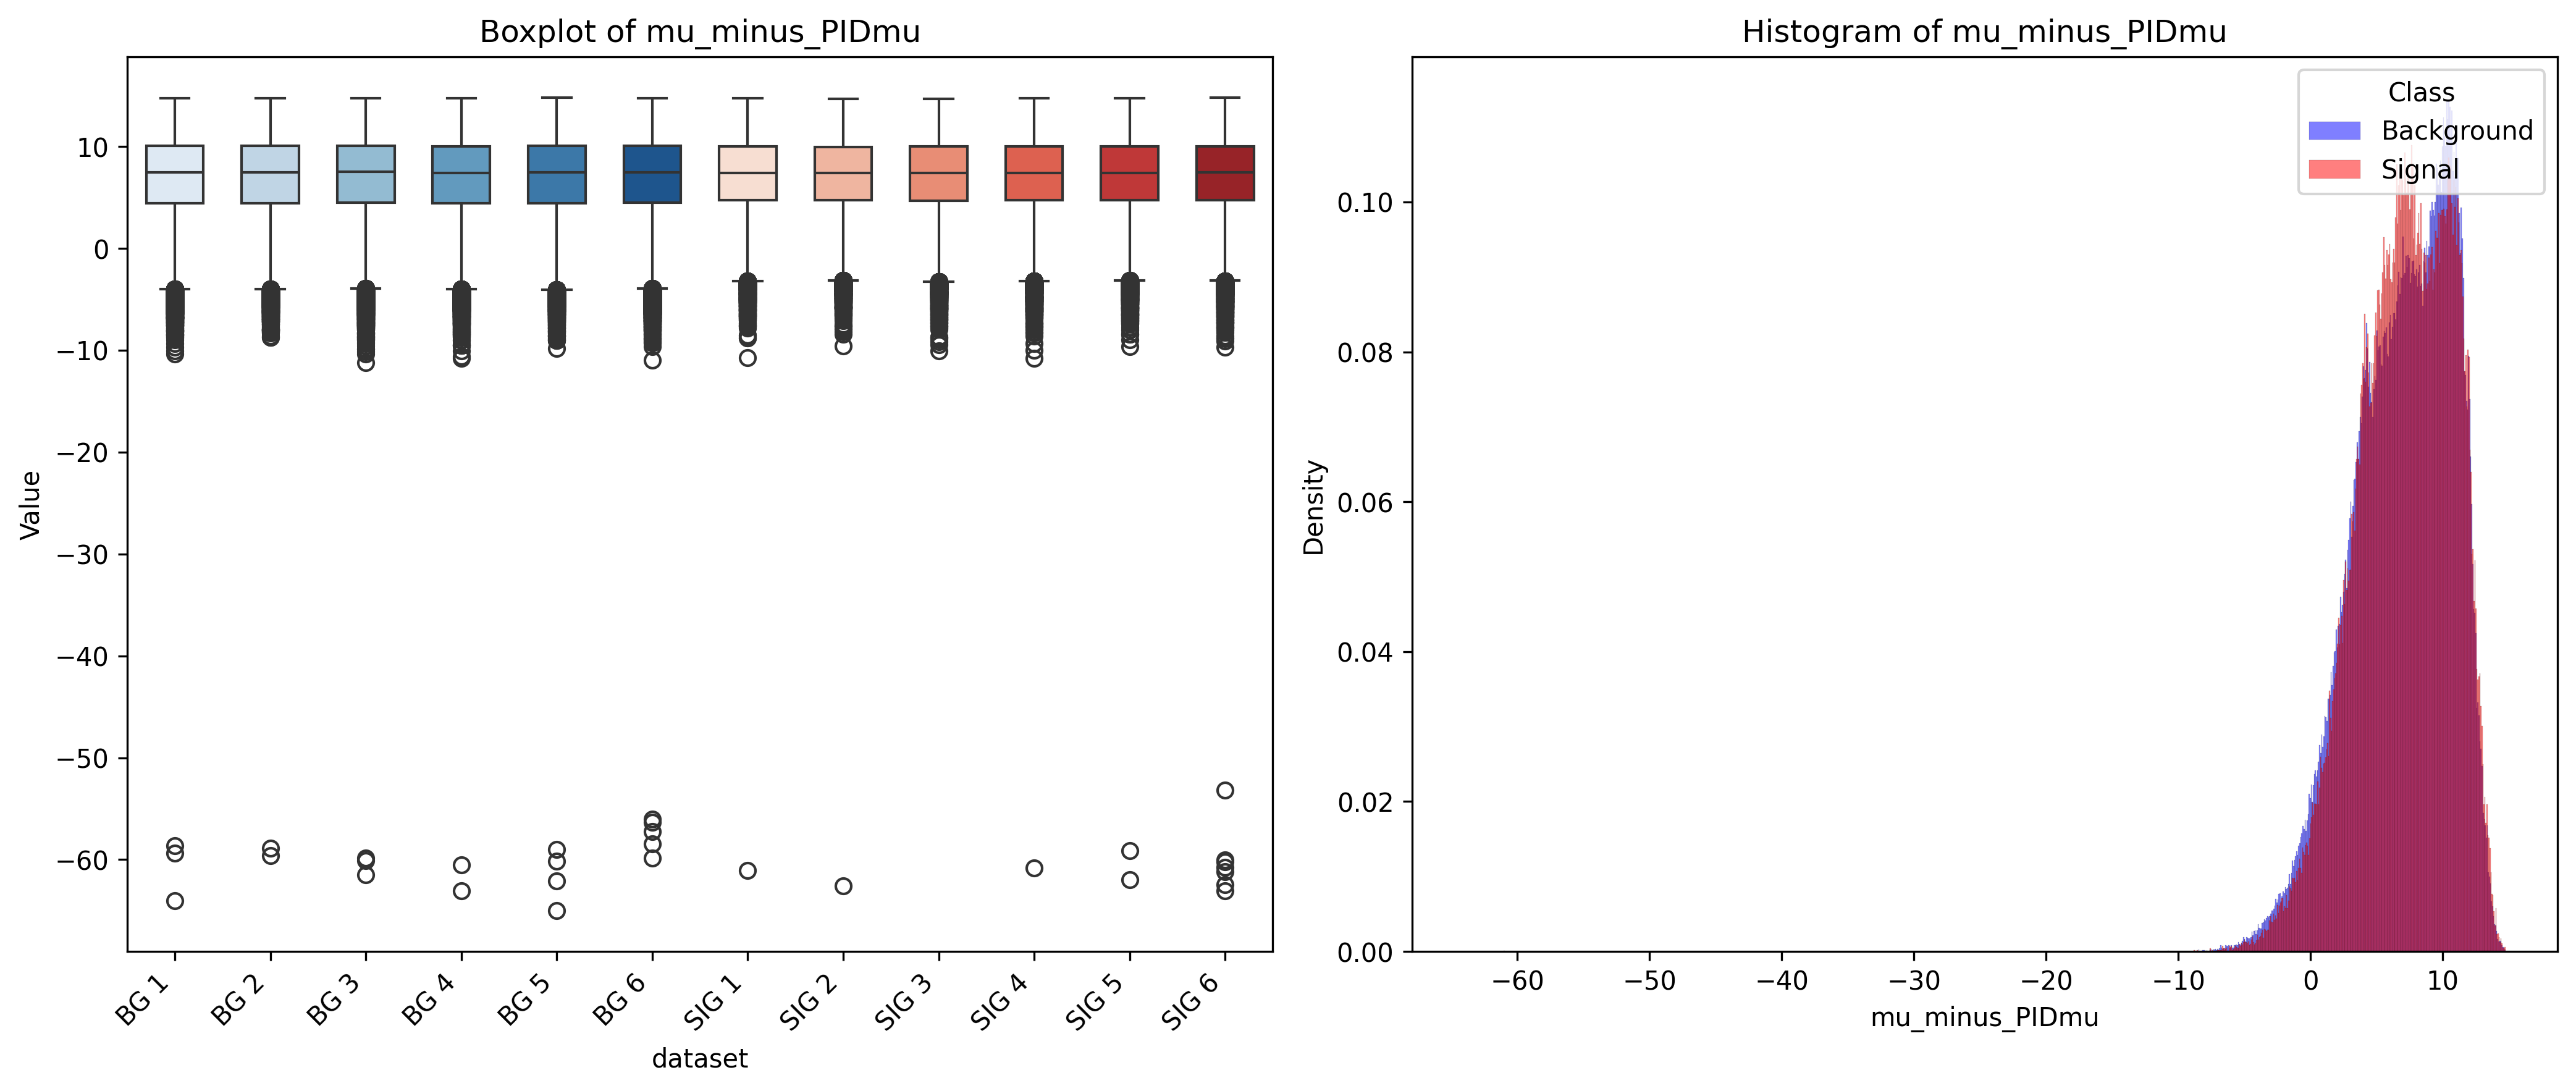 Boxplot of mu_minus_PIDmu
Value
10
0
−10
−20
−30
−40
−50
−60
BG 1
BG 2
BG 3
BG 4
BG 5
BG 6
SIG 1
SIG 2
SIG 3
SIG 4
SIG 5
SIG 6
dataset
Histogram of mu_minus_PIDmu
Class
Background
Signal
Density
0.10
0.08
0.06
0.04
0.02
0.00
−60
−50
−40
−30
−20
−10
0
10
mu_minus_PIDmu